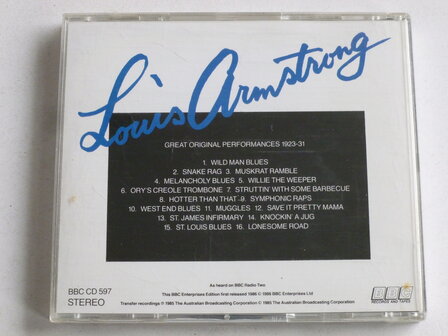 Louis Armstrong
GREAT ORIGINAL PERFORMANCES 1923-31
1. WILD MAN BLUES
2. SNAKE RAG 3. MUSKRAT RAMBLE
4. MELANCHOLY BLUES 5. WILLIE THE WEEPER
6. ORY'S CREOLE TROMBONE 7. STRUTTIN' WITH SOME BARBECUE
8. HOTTER THAN THAT 9. SYMPHONIC RAPS
10. WEST END BLUES 11. MUGGLES 12. SAVE IT PRETTY MAMA
13. ST. JAMES INFIRMARY 14. KNOCKIN' A JUG
15. ST. LOUIS BLUES 16. LONESOME ROAD
BBC CD 597
STEREO
As heard on BBC Radio Two
This BBC Enterprises Edition first released 1986 © 1986 BBC Enterprises Ltd
Transfer recordings ℗ 1985 The Australian Broadcasting Corporation © 1985 The Australian Broadcasting Corporation
BBC
RECORDS AND TAPES